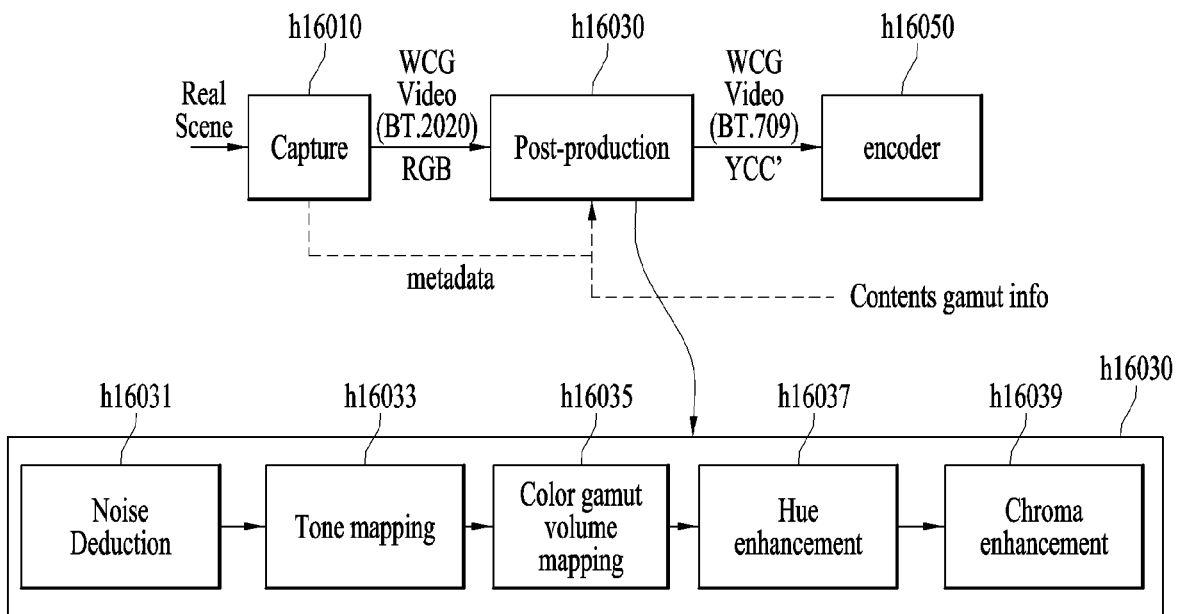 h16010
h16030
h16050
Real
Scene
Capture
WCG
Video
(BT.2020)
RGB
Post-production
WCG
Video
(BT.709)
YCC'
encoder
metadata
Contents gamut info
h16030
h16031
h16033
h16035
h16037
h16039
Noise
Deduction
Tone mapping
Color gamut
volume
mapping
Hue
enhancement
Chroma
enhancement